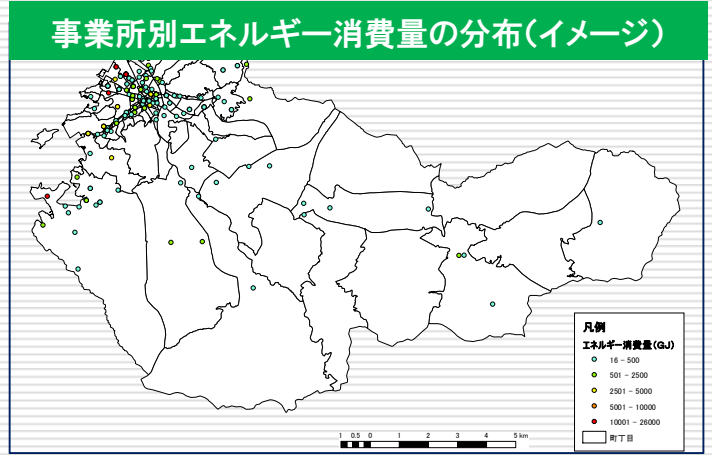 事業所別エネルギー消費量の分布(イメージ)
凡例
エネルギー消費量(GJ)
16 - 500
501 - 2500
2501 - 5000
5001 - 10000
10001 - 26000
町丁目
1 0.5 0 1 2 3 4 5 km